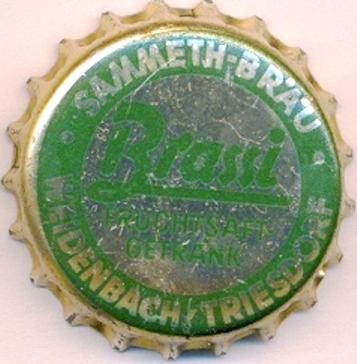 SAMMETH-BRÄU
Brassi
FRUCHTSAFT-
GETRÄNK
WEIDENBACH-TRIESDORF